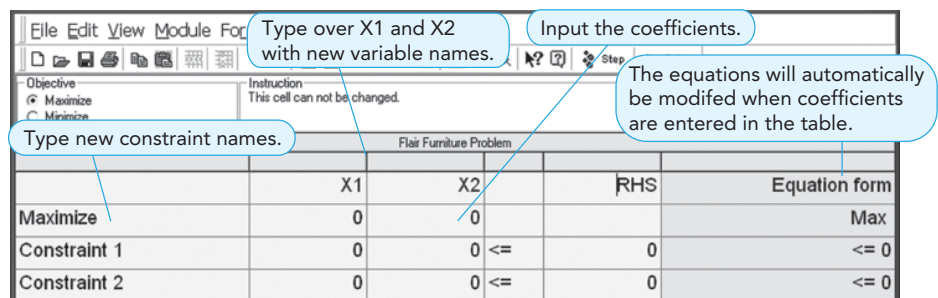 File Edit View Module For
Type over X1 and X2
with new variable names.
Input the coefficients.
Step
Objective
Maximize
Minimize
Instruction
This cell can not be changed.
The equations will automatically
be modifed when coefficients
are entered in the table.
Type new constraint names.
Flair Furniture Problem
X1 X2 RHS Equation form
Maximize 0 0 Max
Constraint 1 0 0 <= 0 <= 0
Constraint 2 0 0 <= 0 <= 0